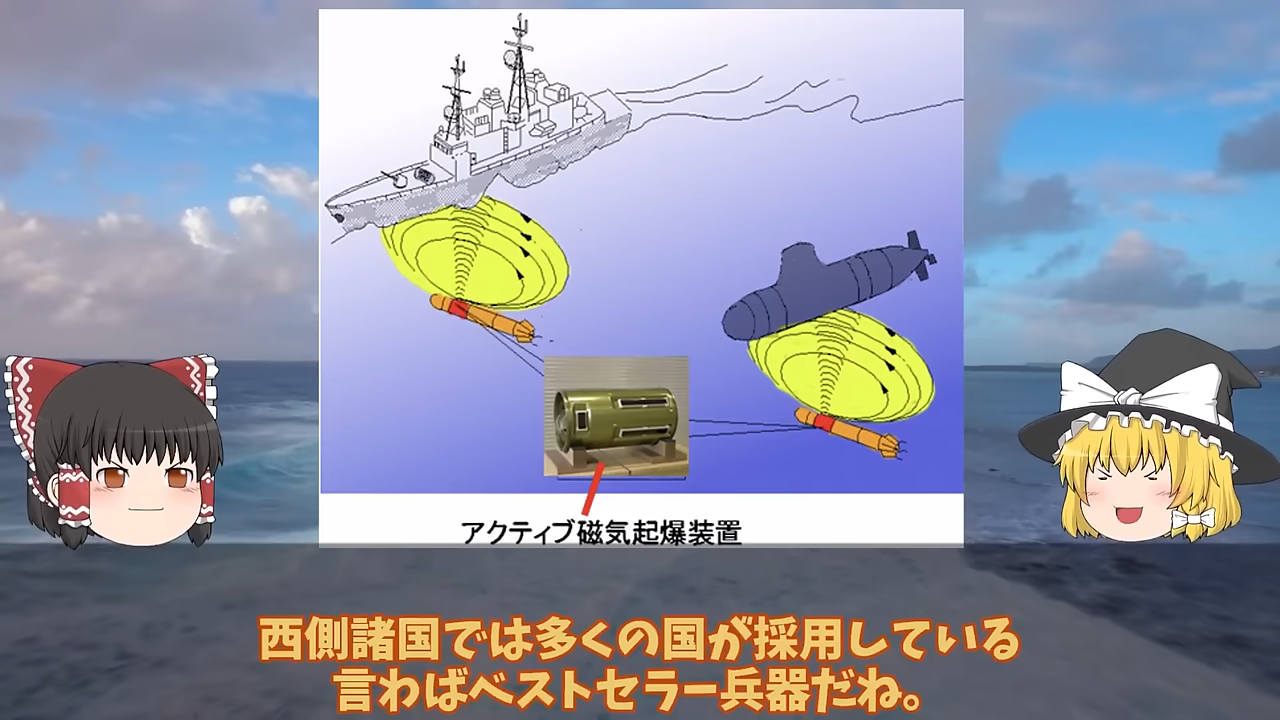 アクティブ磁気起爆装置
西側諸国では多くの国が採用している
言わばベストセラー兵器だね。